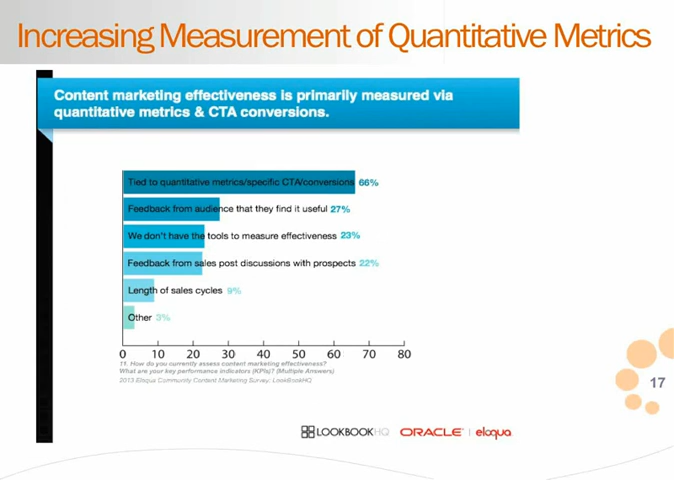 Increasing Measurement of Quantitative Metrics
Content marketing effectiveness is primarily measured via
quantitative metrics & CTA conversions.
Tied to quantitative metrics/specific CTA/conversions 66%
Feedback from audience that they find it useful 27%
We don't have the tools to measure effectiveness 23%
Feedback from sales post discussions with prospects 22%
Length of sales cycles 9%
Other 3%
0 10 20 30 40 50 60 70 80
11. How do you currently assess content marketing effectiveness?
What are your key performance indicators (KPIs)? (Multiple Answers)
2013 Eloqua Community Content Marketing Survey: LookBookHQ
17
LOOKBOOKHQ ORACLE | eloqua